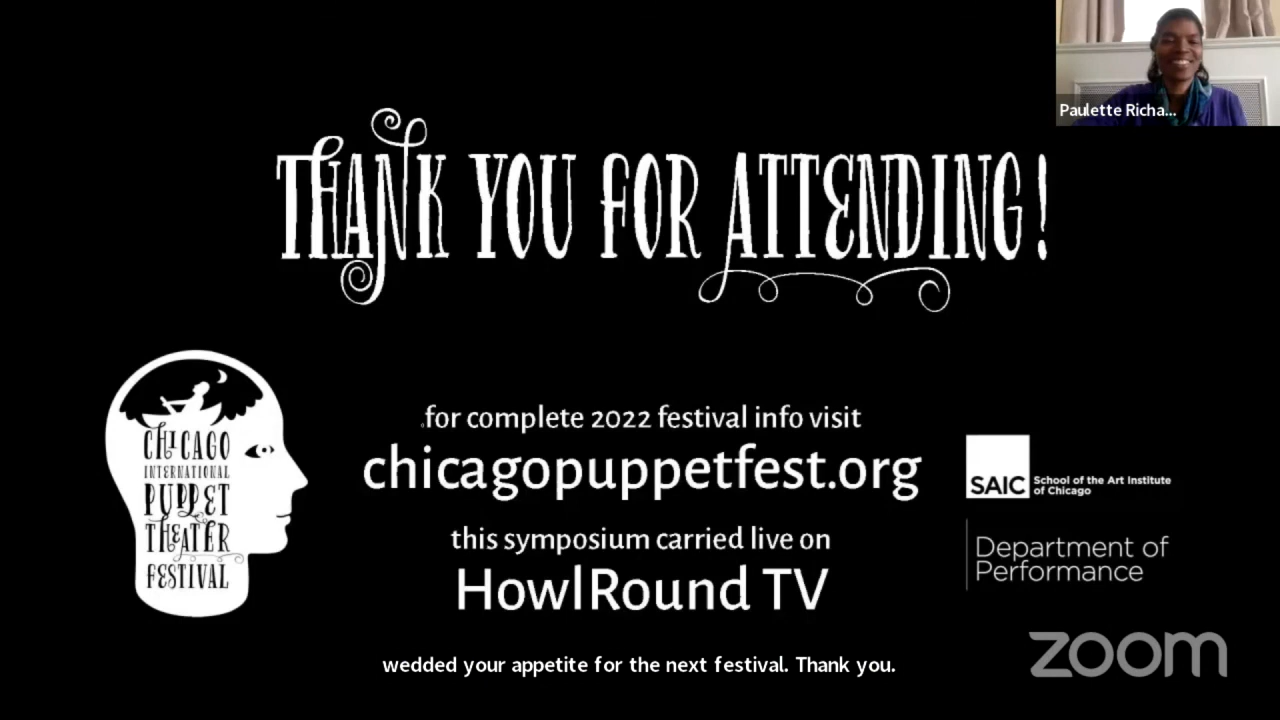 Paulette Richa...
THANK YOU FOR ATTENDING!
for complete 2022 festival info visit
chicagopuppetfest.org
this symposium carried live on
HowlRound TV
CHICAGO
INTERNATIONAL
PUPPET
THEATER
FESTIVAL
SAIC
School of the Art Institute
of Chicago
Department of
Performance
zoom
wedded your appetite for the next festival. Thank you.